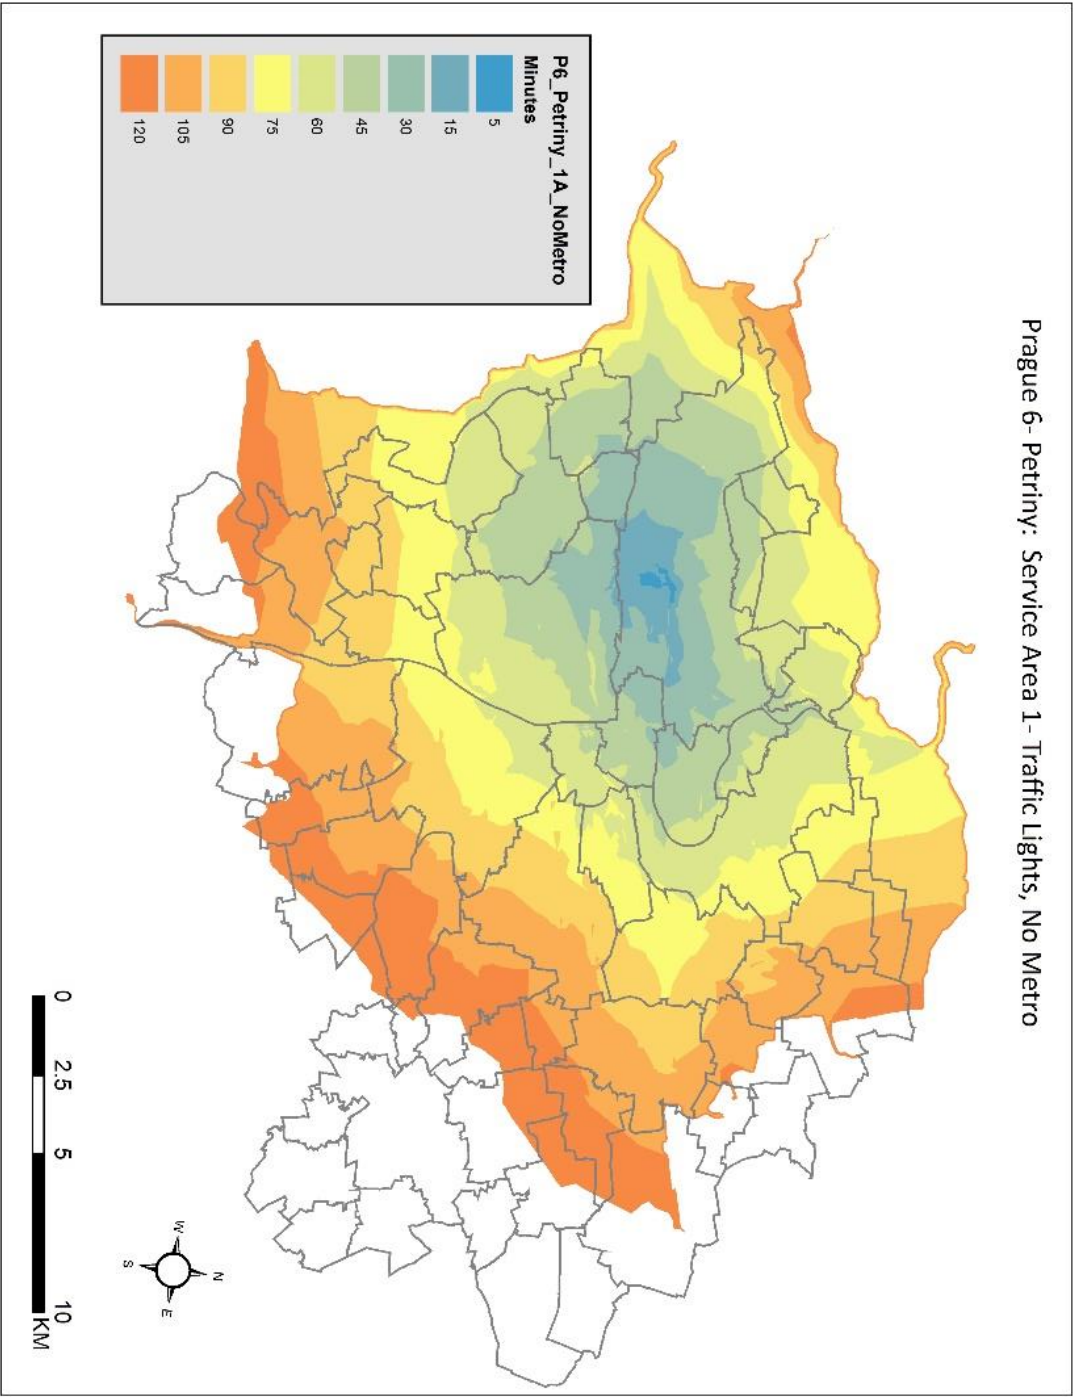 Prague 6- Petriny:  Service Area 1- Traffic Lights, No Metro
P6_Petriny_1A_NoMetro
Minutes
5
15
30
45
60
75
90
105
120
N
W
E
S
0 2.5 5 10
KM